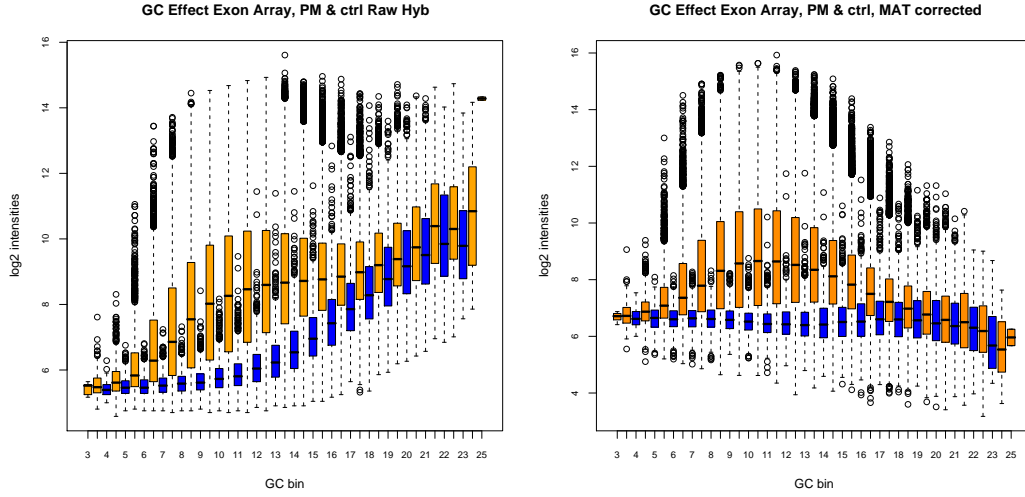 GC Effect Exon Array, PM & ctrl Raw Hyb
log2 intensities
16
14
12
10
8
6
3 4 5 6 7 8 9 10 11 12 13 14 15 16 17 18 19 20 21 22 23 25
GC bin
GC Effect Exon Array, PM & ctrl, MAT corrected
log2 intensities
16
14
12
10
8
6
4
3 4 5 6 7 8 9 10 11 12 13 14 15 16 17 18 19 20 21 22 23 25
GC bin